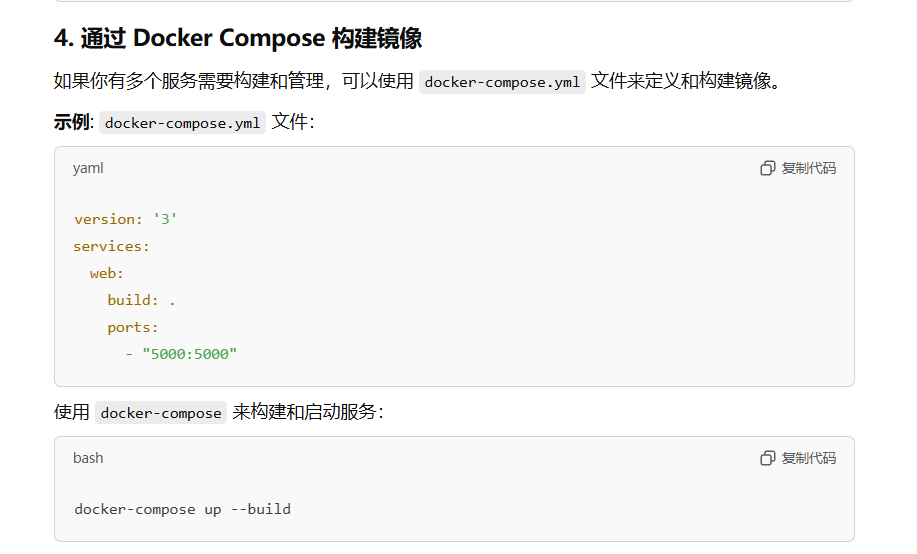 4. 通过 Docker Compose 构建镜像
如果你有多个服务需要构建和管理，可以使用 docker-compose.yml 文件来定义和构建镜像。
示例: docker-compose.yml 文件：
yaml
复制代码
version: '3'
services:
  web:
    build: .
    ports:
      - "5000:5000"
使用 docker-compose 来构建和启动服务：
bash
复制代码
docker-compose up --build